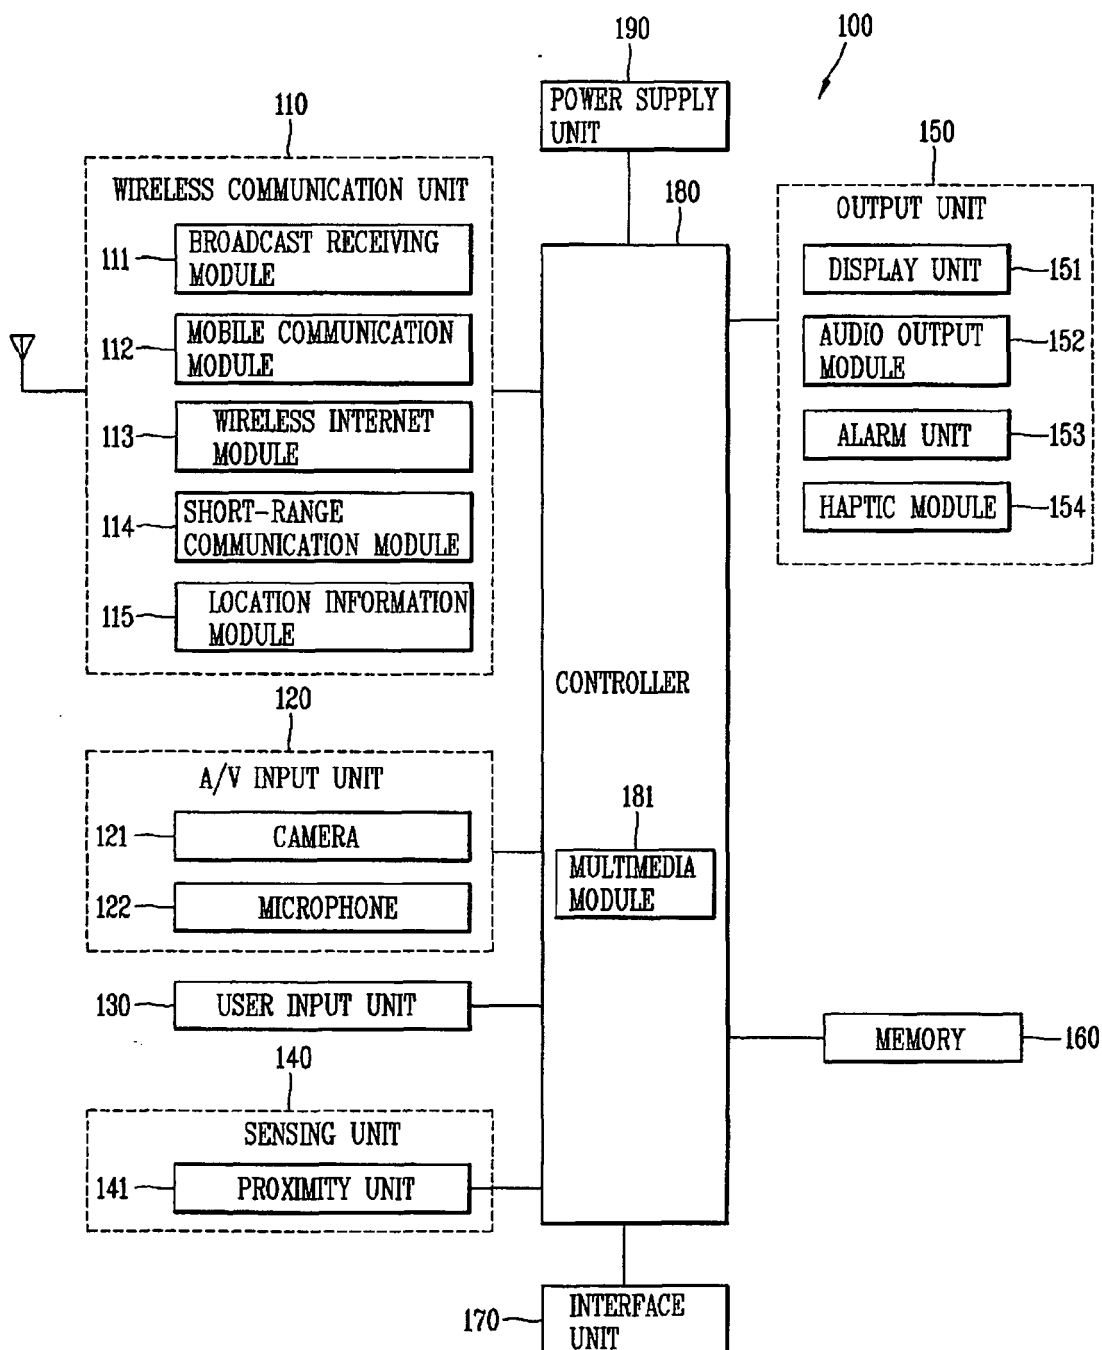 190
100
POWER SUPPLY
UNIT
110
WIRELESS COMMUNICATION UNIT
111
BROADCAST RECEIVING
MODULE
112
MOBILE COMMUNICATION
MODULE
113
WIRELESS INTERNET
MODULE
114
SHORT-RANGE
COMMUNICATION MODULE
115
LOCATION INFORMATION
MODULE
180
CONTROLLER
181
MULTIMEDIA
MODULE
150
OUTPUT UNIT
DISPLAY UNIT
151
AUDIO OUTPUT
MODULE
152
ALARM UNIT
153
HAPTIC MODULE
154
120
A/V INPUT UNIT
121
CAMERA
122
MICROPHONE
130
USER INPUT UNIT
MEMORY
160
140
SENSING UNIT
141
PROXIMITY UNIT
170
INTERFACE
UNIT